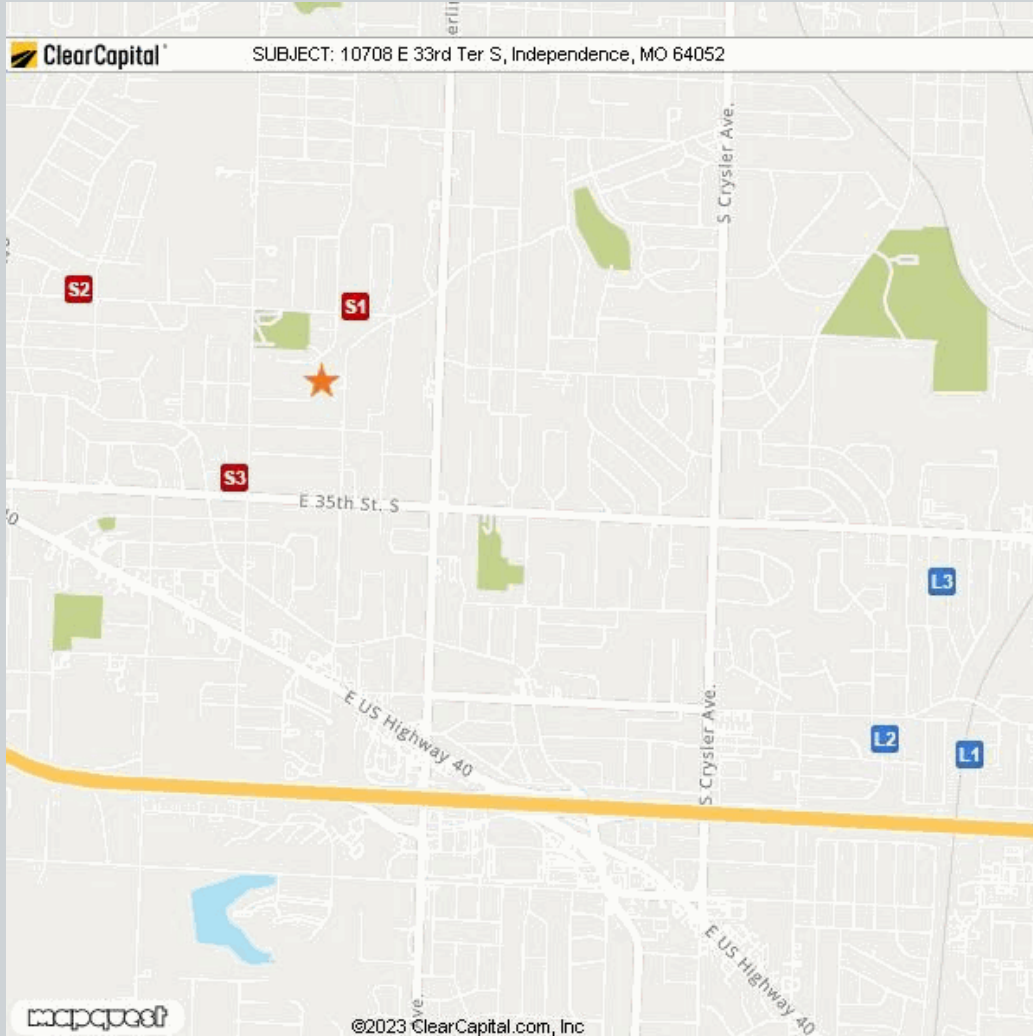 ClearCapital
SUBJECT: 10708 E 33rd Ter S, Independence, MO 64052
S Crysler Ave.
S2
S1
S3
E 35th St. S
L3
E US Highway 40
S Crysler Ave.
L2
L1
E US Highway 40
mapquest
©2023 ClearCapital.com, Inc